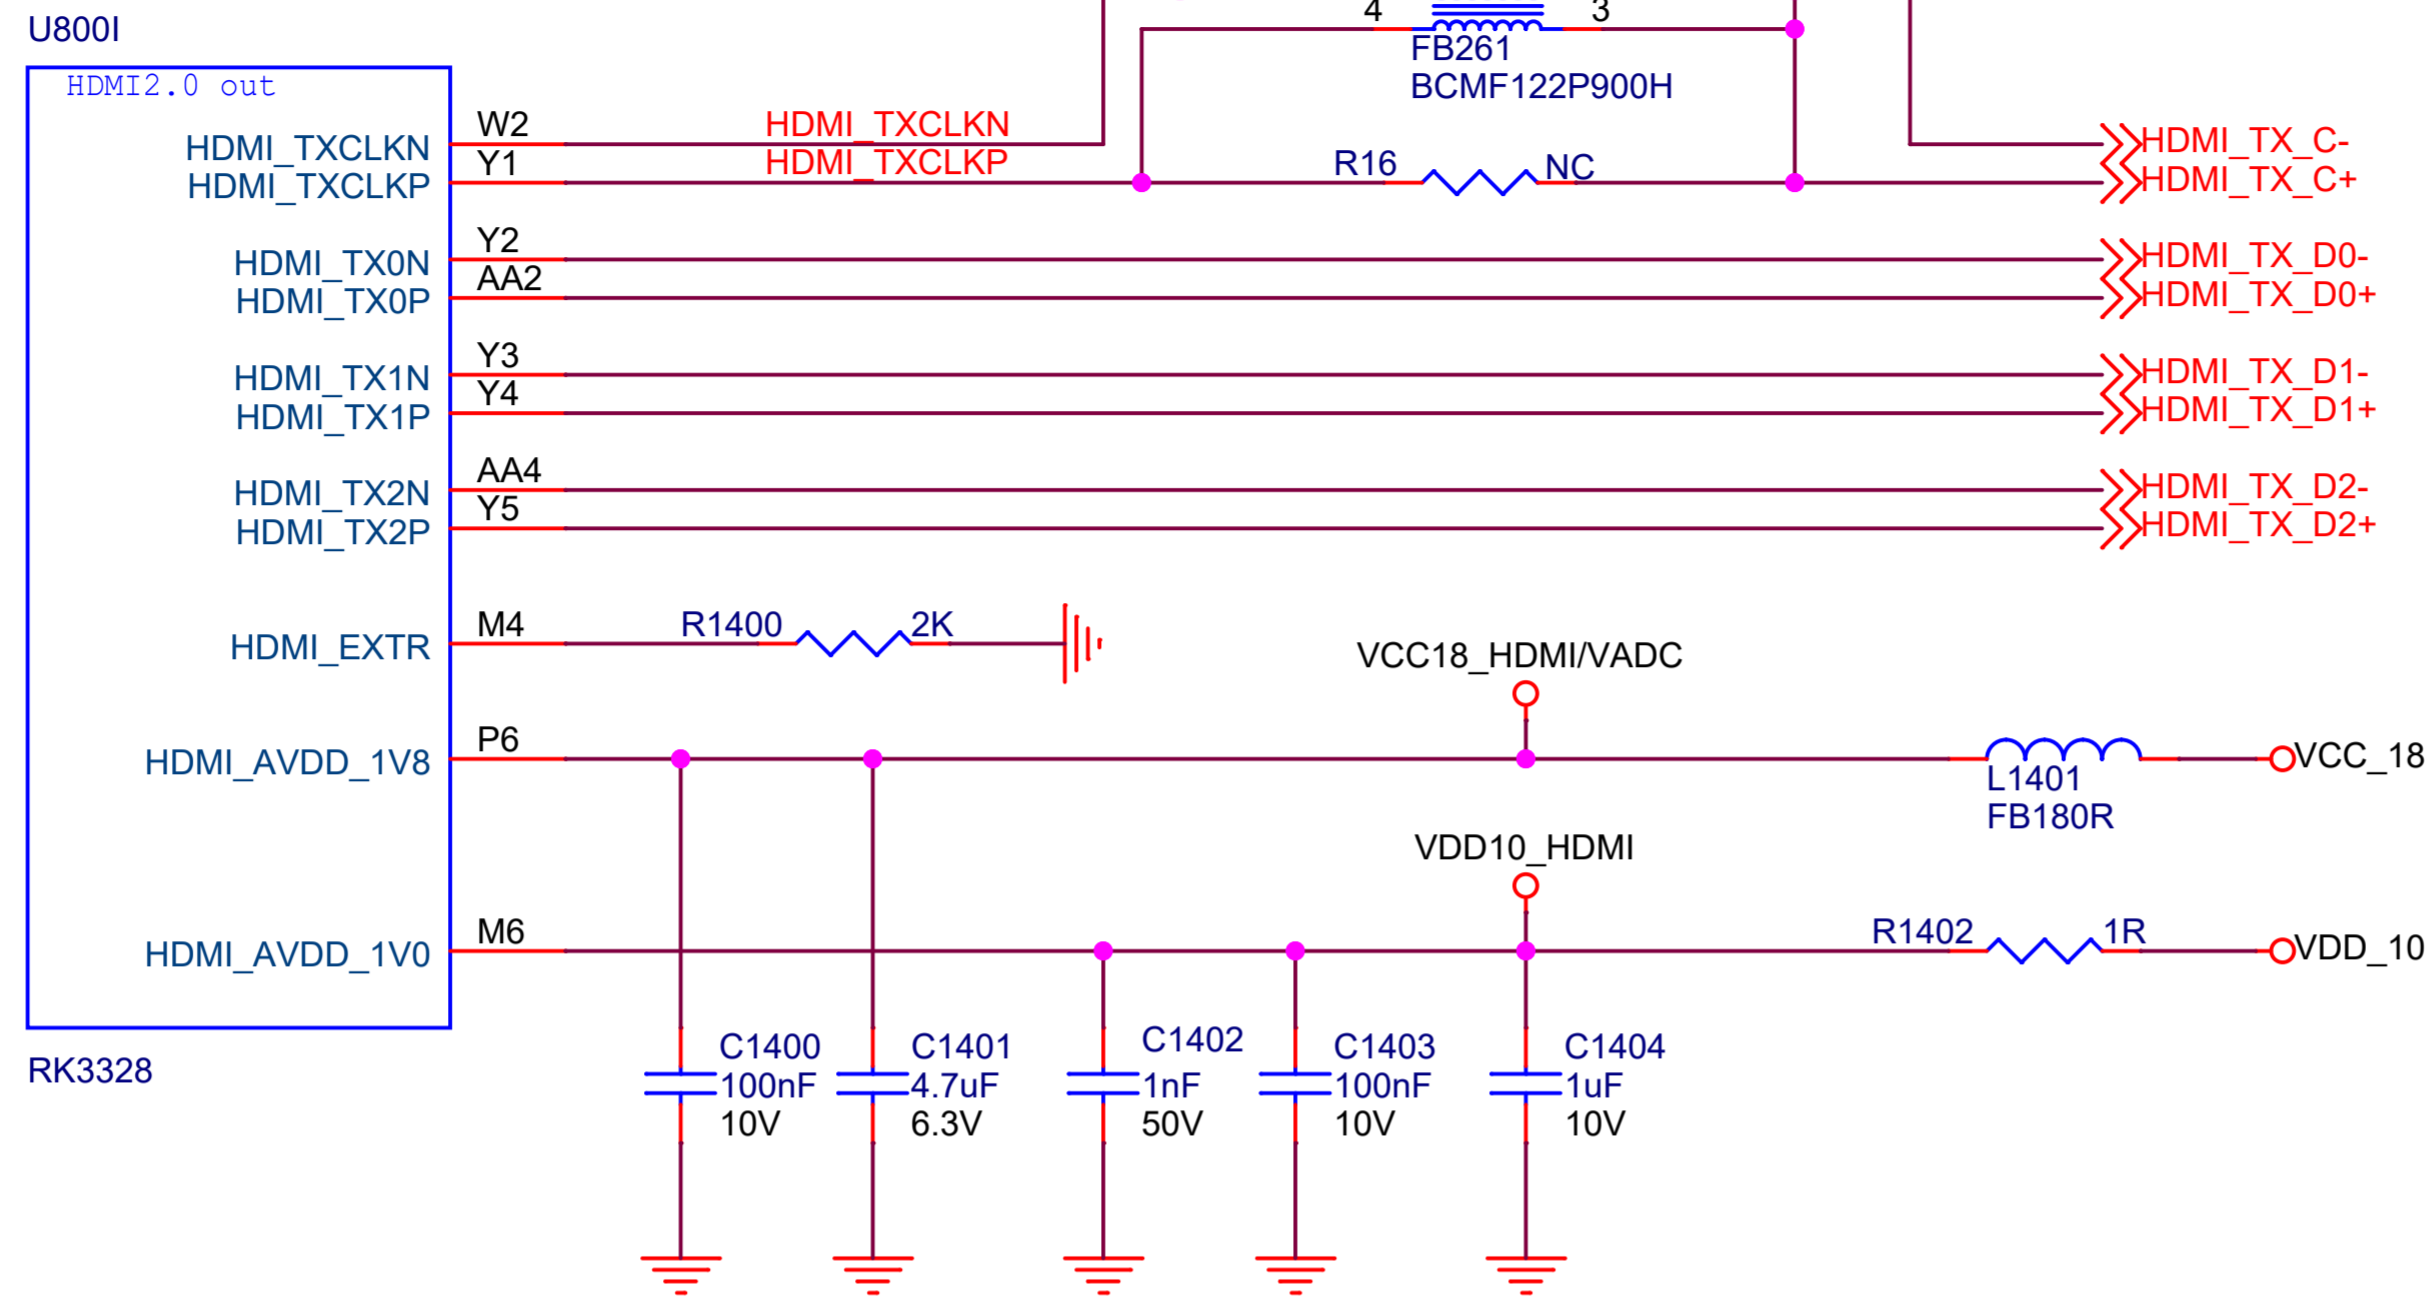 U800I
4
3
FB261
BCMF122P900H
HDMI2.0 out
HDMI_TXCLKN
W2
HDMI_TXCLKN
HDMI_TX_C-
HDMI_TXCLKP
Y1
HDMI_TXCLKP
R16
NC
HDMI_TX_C+
HDMI_TX0N
Y2
HDMI_TX_D0-
HDMI_TX0P
AA2
HDMI_TX_D0+
HDMI_TX1N
Y3
HDMI_TX_D1-
HDMI_TX1P
Y4
HDMI_TX_D1+
HDMI_TX2N
AA4
HDMI_TX_D2-
HDMI_TX2P
Y5
HDMI_TX_D2+
HDMI_EXTR
M4
R1400
2K
VCC18_HDMI/VADC
HDMI_AVDD_1V8
P6
VCC_18
L1401
FB180R
VDD10_HDMI
HDMI_AVDD_1V0
M6
R1402
1R
VDD_10
RK3328
C1400
100nF
10V
C1401
4.7uF
6.3V
C1402
1nF
50V
C1403
100nF
10V
C1404
1uF
10V